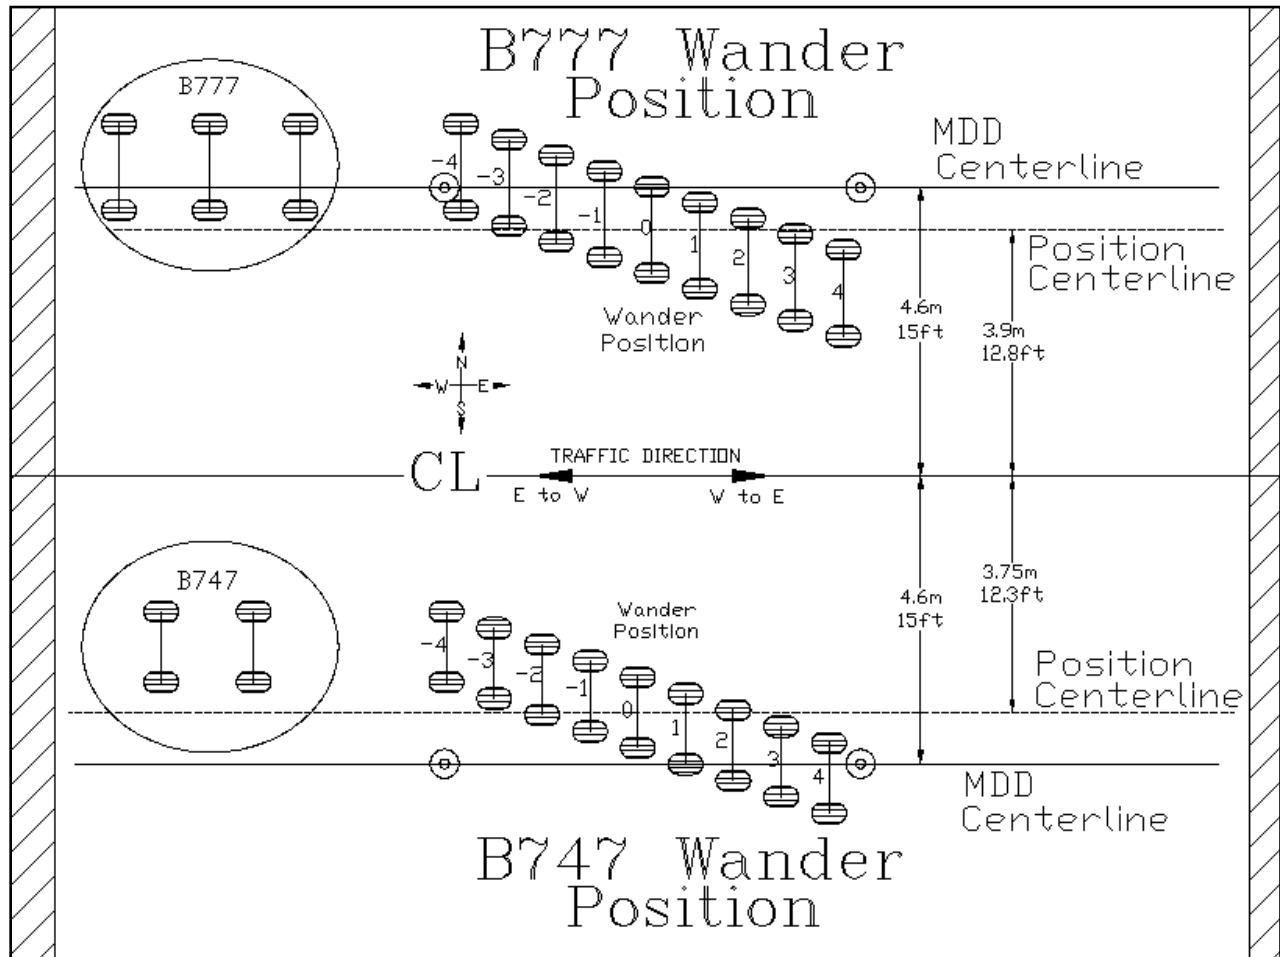 B777 Wander
Position
B777
MDD
Centerline
-4
-3
-2
-1
0
1
2
3
4
Position
Centerline
Wander
Position
4.6m
15ft
3.9m
12.8ft
N
W E
S
CL
TRAFFIC DIRECTION
E to W W to E
B747
Wander
Position
3.75m
12.3ft
4.6m
15ft
-4
-3
-2
-1
0
1
2
3
4
Position
Centerline
MDD
Centerline
B747 Wander
Position